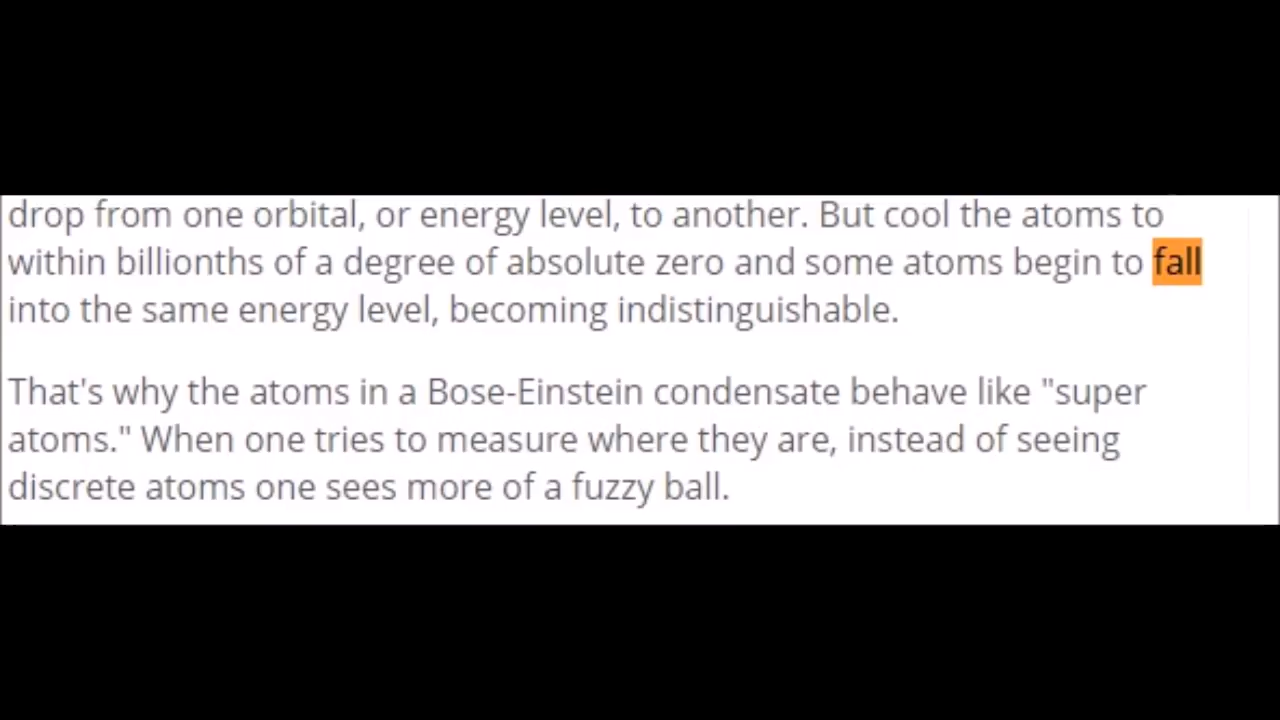 drop from one orbital, or energy level, to another. But cool the atoms to
within billionths of a degree of absolute zero and some atoms begin to fall
into the same energy level, becoming indistinguishable.
That's why the atoms in a Bose-Einstein condensate behave like "super
atoms." When one tries to measure where they are, instead of seeing
discrete atoms one sees more of a fuzzy ball.